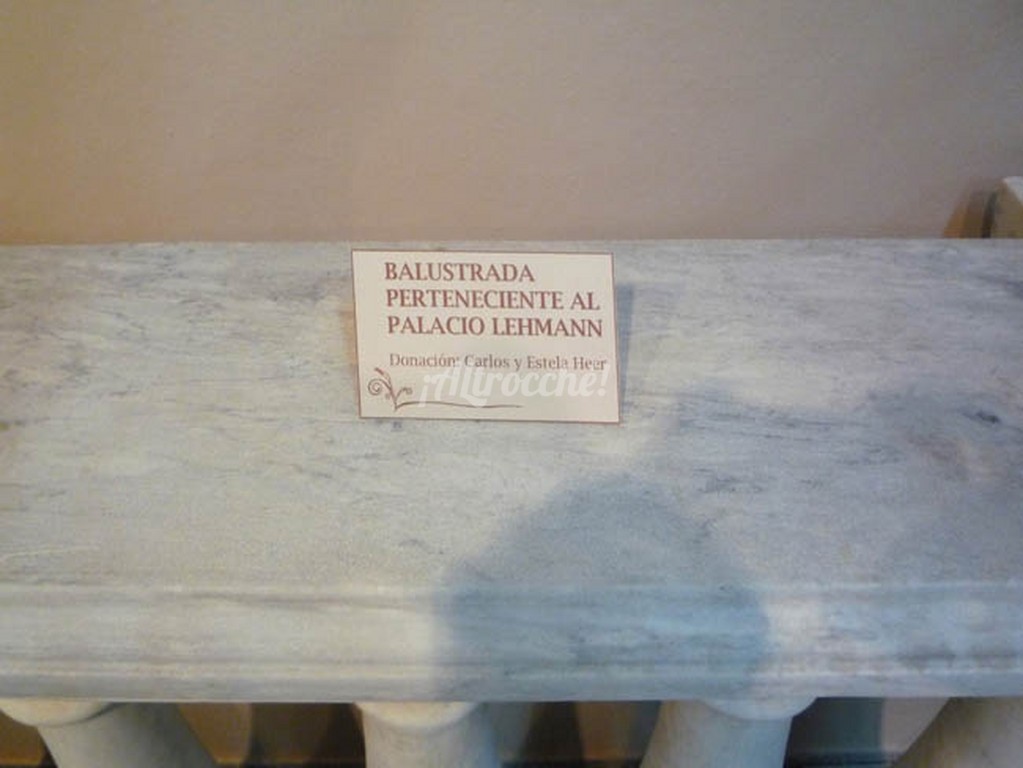 BALUSTRADA
PERTENECIENTE AL
PALACIO LEHMANN
Donación: Carlos y Estela Heer
¡ALirocche!